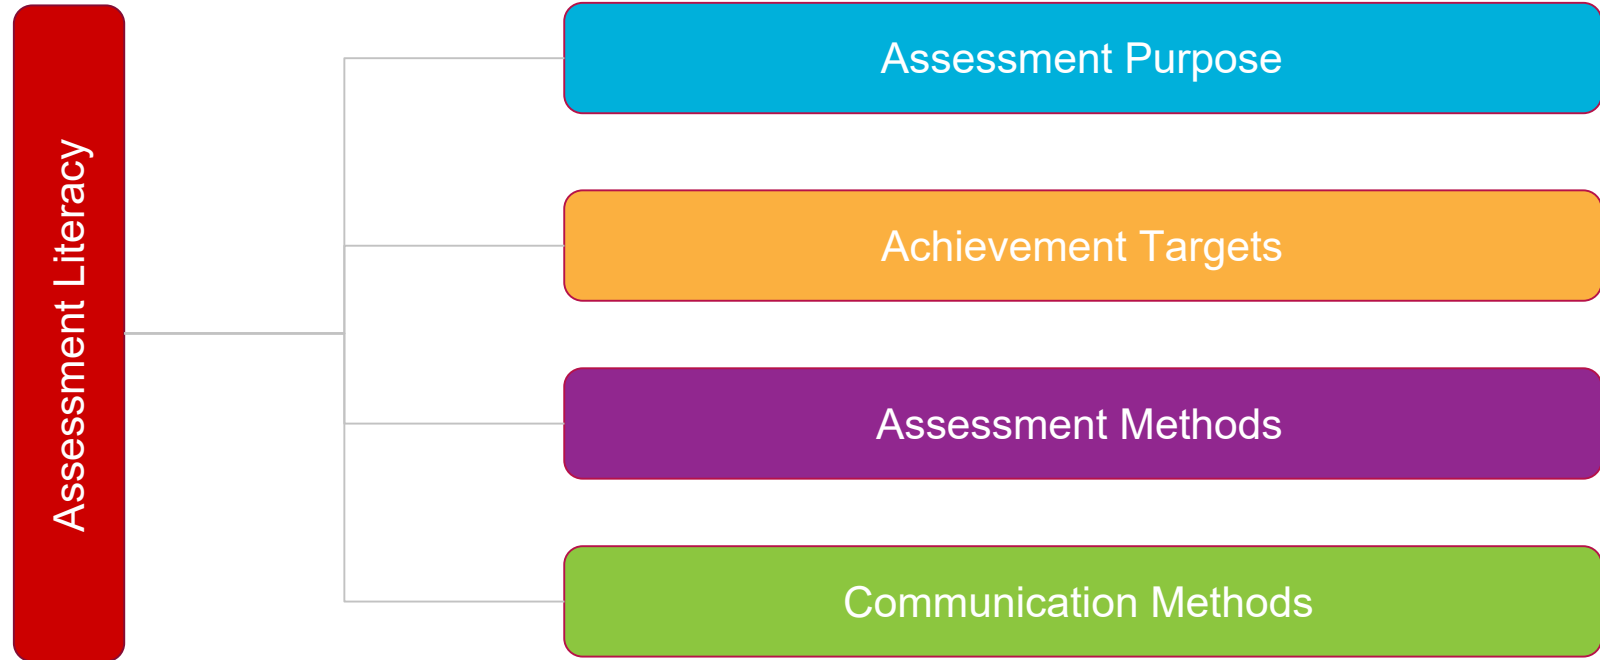 Assessment Literacy
Assessment Purpose
Achievement Targets
Assessment Methods
Communication Methods